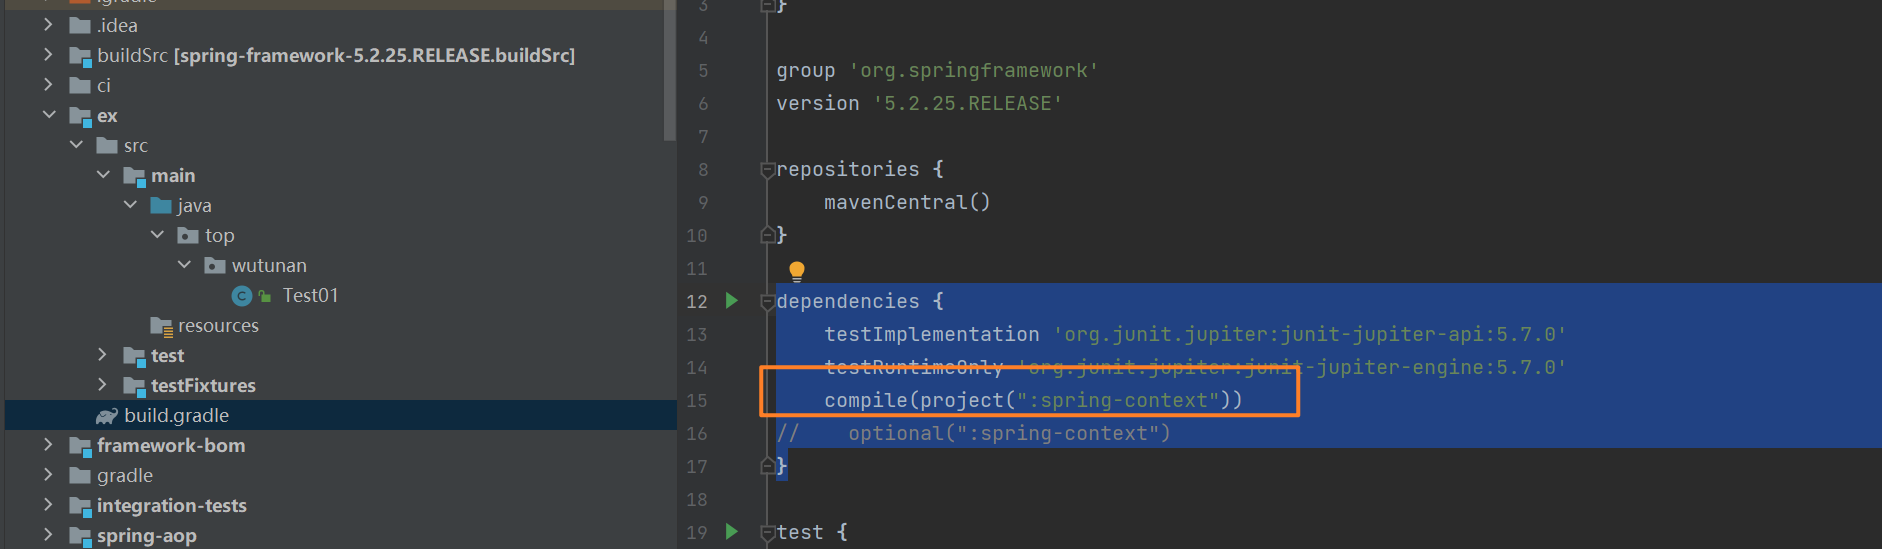 .gradle
.idea
buildSrc [spring-framework-5.2.25.RELEASE.buildSrc]
ci
ex
src
main
java
top
wutunan
Test01
resources
test
testFixtures
build.gradle
framework-bom
gradle
integration-tests
spring-aop
3 }
4
5 group 'org.springframework'
6 version '5.2.25.RELEASE'
7
8 repositories {
9 mavenCentral()
10 }
11
12 dependencies {
13 testImplementation 'org.junit.jupiter:junit-jupiter-api:5.7.0'
14 testRuntimeOnly 'org.junit.jupiter:junit-jupiter-engine:5.7.0'
15 compile(project(":spring-context"))
16 // optional(":spring-context")
17 }
18
19 test {